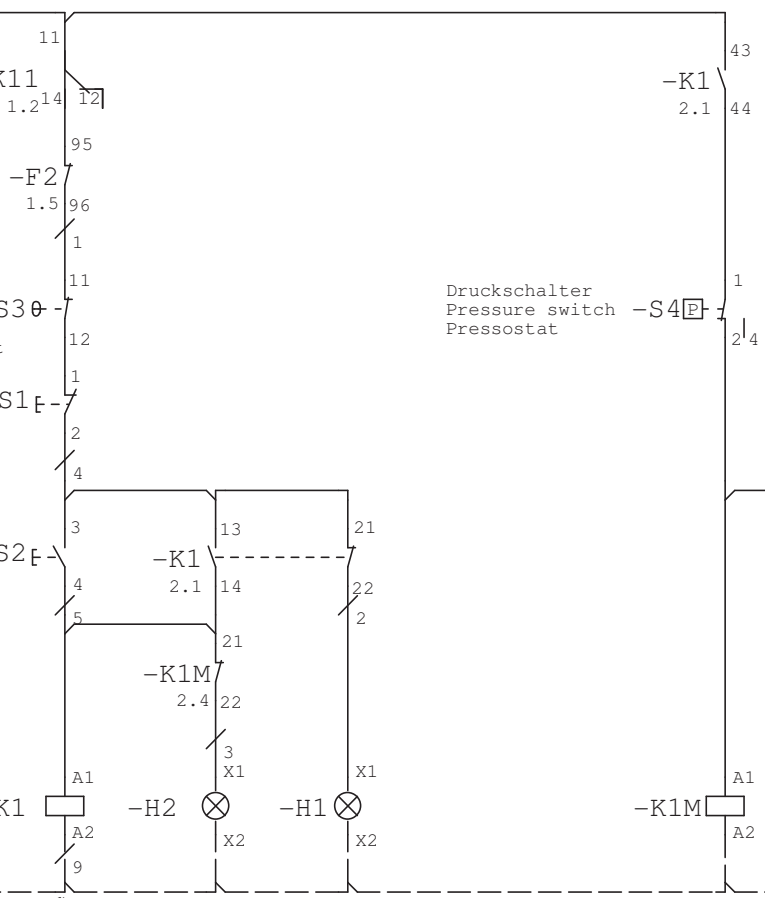 11
43
K11
−K1
1.2
14
12
2.1
44
95
−F2
1.5
96
1
11
1
Druckschalter
S3
Pressure switch
−S4
P
Pressostat
12
2
4
1
S1
2
4
3
13
21
S2
−K1
4
2.1
14
22
5
2
21
−K1M
2.4
22
3
A1
X1
X1
A1
K1
−H2
−H1
−K1M
A2
X2
X2
A2
9